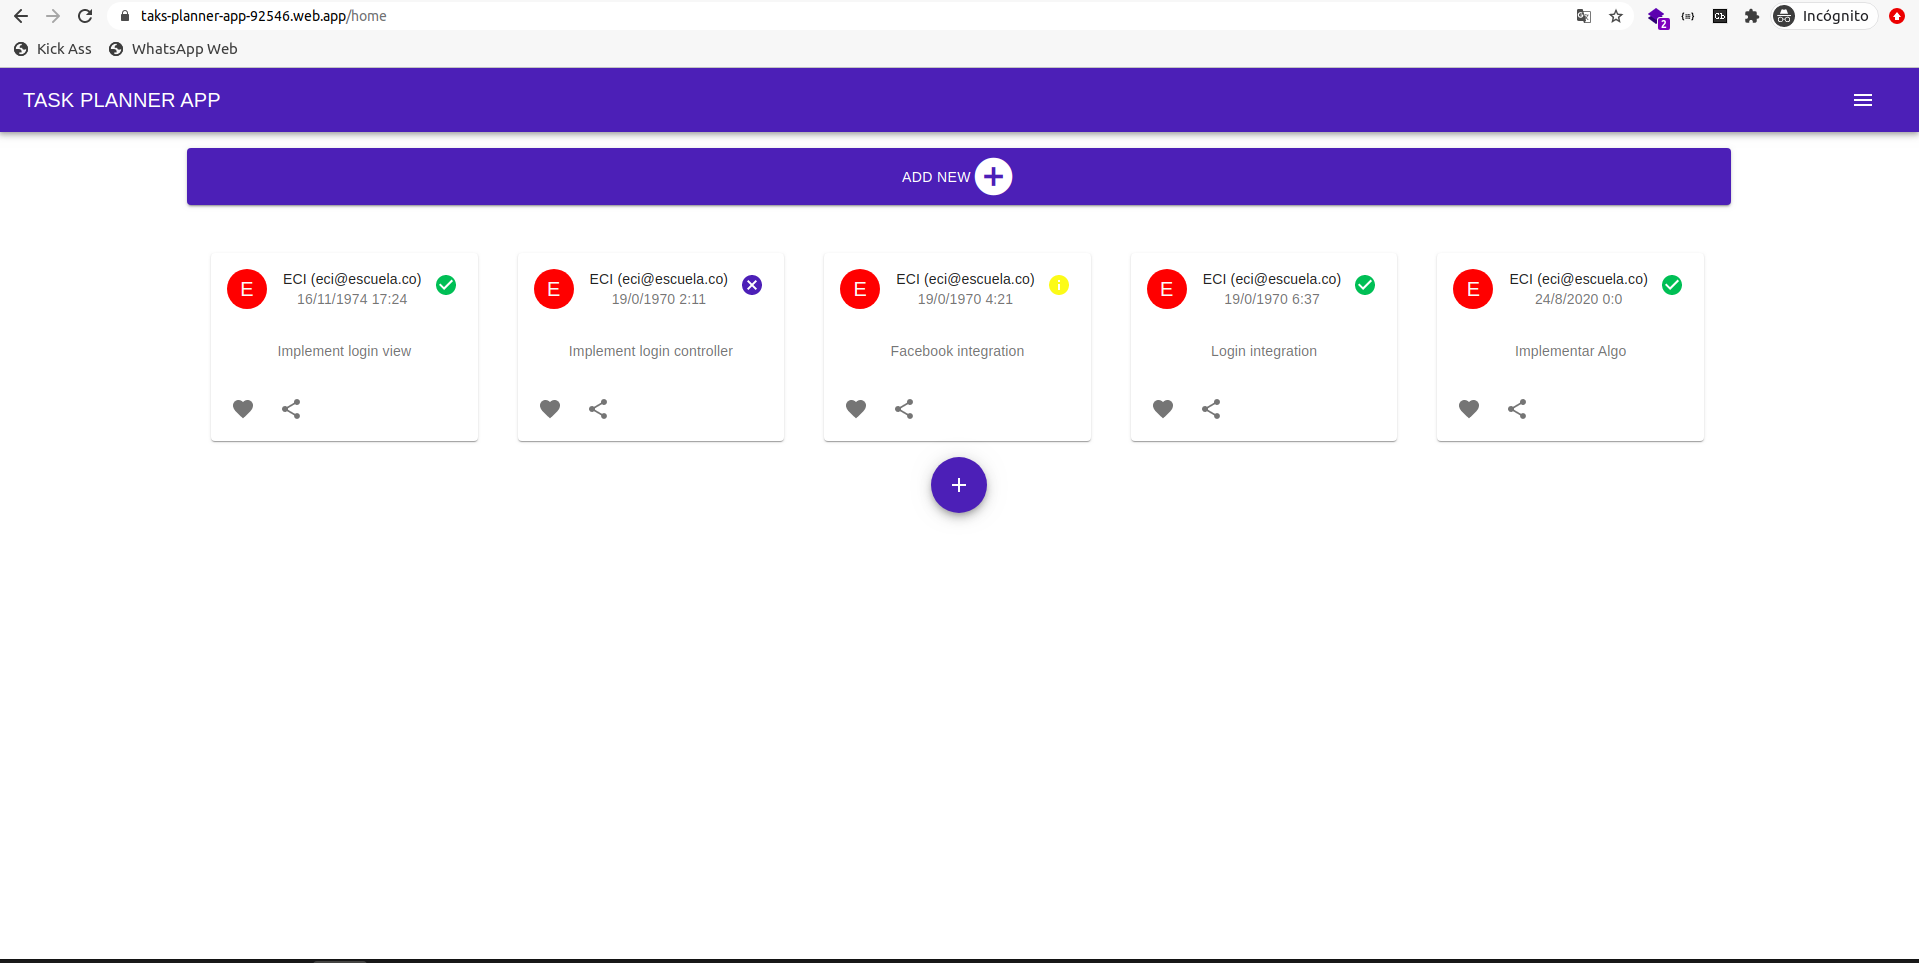 taks-planner-app-92546.web.app/home
2
Cb
Incógnito
Kick Ass
WhatsApp Web
TASK PLANNER APP
ADD NEW
E
ECI (eci@escuela.co)
16/11/1974 17:24
Implement login view
E
ECI (eci@escuela.co)
19/0/1970 2:11
Implement login controller
E
ECI (eci@escuela.co)
19/0/1970 4:21
Facebook integration
E
ECI (eci@escuela.co)
19/0/1970 6:37
Login integration
E
ECI (eci@escuela.co)
24/8/2020 0:0
Implementar Algo